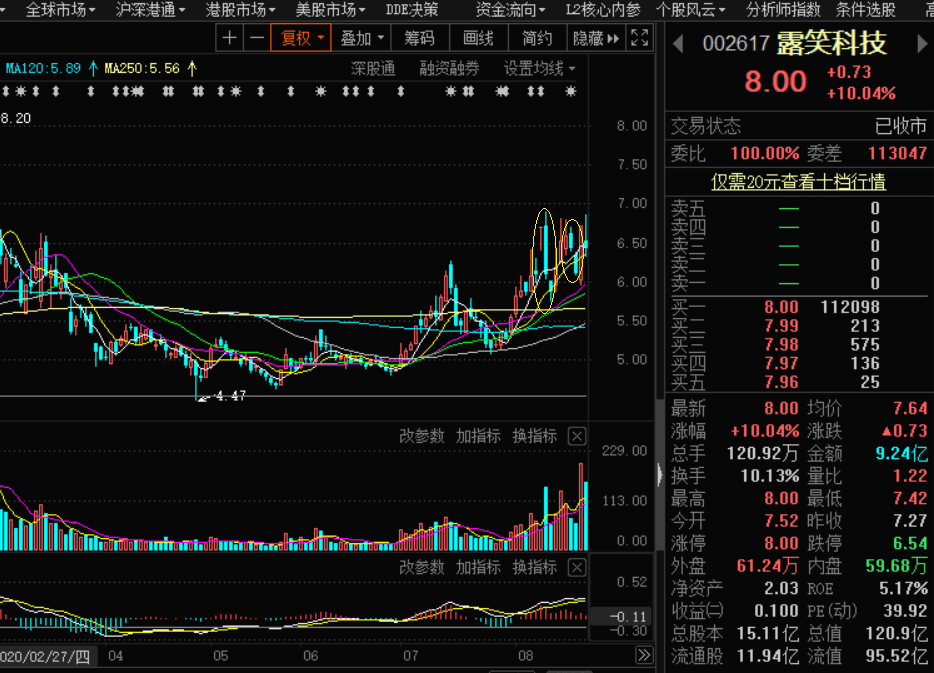 全球市场 沪深港通 港股市场 美股市场 DDE决策 资金流向 L2核心内参 个股风云 分析师指数 条件选股
复权 叠加 筹码 画线 简约 隐藏
002617 露笑科技
8.00 +0.73
+10.04%
MA120:5.89 MA250:5.56 深股通 融资融券 设置均线
8.20
8.00
7.50
7.00
6.50
6.00
5.50
5.00
4.47
交易状态 已收市
委比 100.00% 委差 113047
仅需20元查看十档行情
卖五 — 0
卖四 — 0
卖三 — 0
卖二 — 0
卖一 — 0
买一 8.00 112098
买二 7.99 213
买三 7.98 575
买四 7.97 136
买五 7.96 25
改参数 加指标 换指标
229.00
113.00
0.00
最新 8.00 均价 7.64
涨幅 +10.04% 涨跌 ▲0.73
总手 120.92万 金额 9.24亿
换手 10.13% 量比 1.22
最高 8.00 最低 7.42
今开 7.52 昨收 7.27
涨停 8.00 跌停 6.54
外盘 61.24万 内盘 59.68万
净资产 2.03 ROE 5.17%
收益㈡ 0.100 PE(动) 39.92
总股本 15.11亿 总值 120.9亿
流通股 11.94亿 流值 95.52亿
改参数 加指标 换指标
0.52
-0.11
-0.30
020/02/27/四 04 05 06 07 08